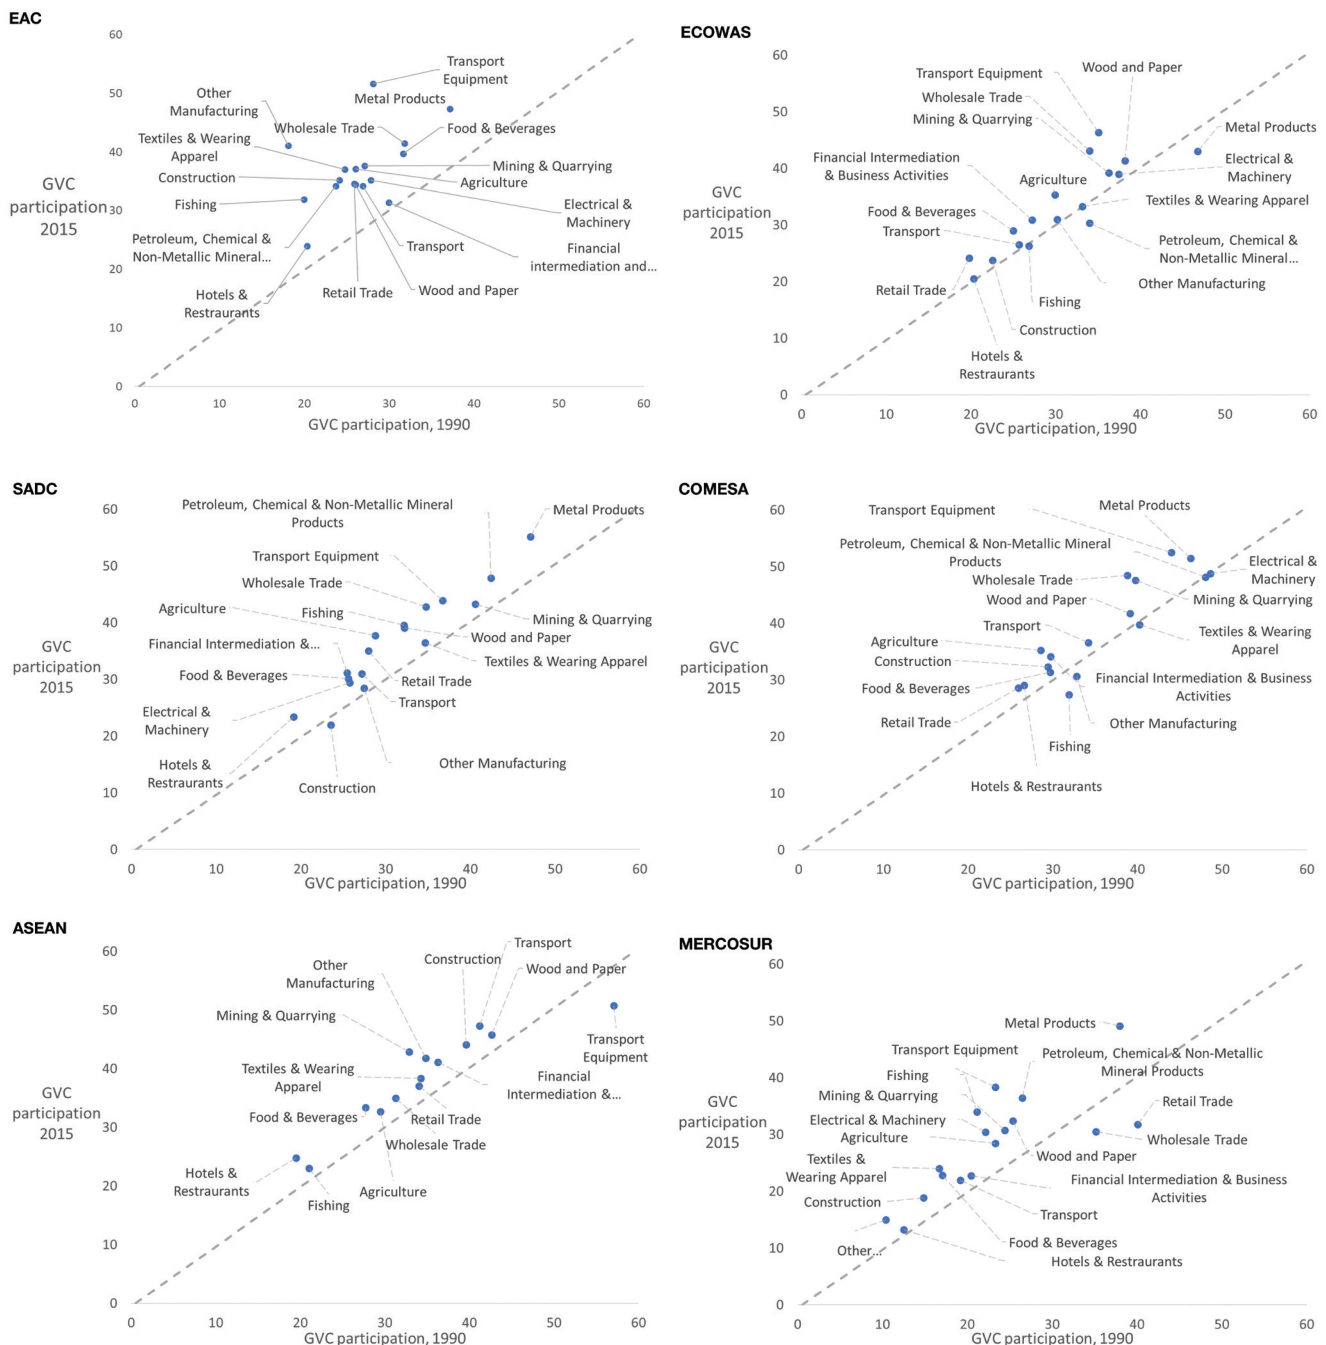 EAC
60
50
40
30
20
10
0
GVC
participation
2015
Transport
Equipment
Metal Products
Other
Manufacturing
Wholesale Trade
Food & Beverages
Textiles & Wearing
Apparel
Mining & Quarrying
Construction
Agriculture
Fishing
Electrical &
Machinery
Petroleum, Chemical &
Non-Metallic Mineral...
Transport
Financial
intermediation and...
Retail Trade
Wood and Paper
Hotels &
Restraurants
0 10 20 30 40 50 60
GVC participation, 1990
ECOWAS
60
50
40
30
20
10
0
GVC
participation
2015
Wood and Paper
Transport Equipment
Wholesale Trade
Mining & Quarrying
Metal Products
Financial Intermediation
& Business Activities
Electrical &
Machinery
Agriculture
Textiles & Wearing Apparel
Food & Beverages
Transport
Petroleum, Chemical &
Non-Metallic Mineral...
Other Manufacturing
Retail Trade
Fishing
Construction
Hotels &
Restraurants
0 10 20 30 40 50 60
GVC participation, 1990
SADC
60
50
40
30
20
10
0
GVC
participation
2015
Petroleum, Chemical & Non-Metallic Mineral
Products
Metal Products
Transport Equipment
Wholesale Trade
Agriculture
Fishing
Mining & Quarrying
Wood and Paper
Financial Intermediation &...
Textiles & Wearing Apparel
Food & Beverages
Retail Trade
Transport
Electrical &
Machinery
Hotels &
Restraurants
Other Manufacturing
Construction
0 10 20 30 40 50 60
GVC participation, 1990
COMESA
60
50
40
30
20
10
0
GVC
participation
2015
Transport Equipment
Metal Products
Petroleum, Chemical & Non-Metallic Mineral
Products
Electrical &
Machinery
Wholesale Trade
Mining & Quarrying
Wood and Paper
Transport
Textiles & Wearing
Apparel
Agriculture
Construction
Financial Intermediation & Business
Activities
Food & Beverages
Retail Trade
Other Manufacturing
Fishing
Hotels & Restraurants
0 10 20 30 40 50 60
GVC participation, 1990
ASEAN
60
50
40
30
20
10
0
GVC
participation
2015
Transport
Construction
Wood and Paper
Other
Manufacturing
Mining & Quarrying
Transport
Equipment
Textiles & Wearing
Apparel
Financial
Intermediation &...
Food & Beverages
Retail Trade
Wholesale Trade
Hotels &
Restraurants
Agriculture
Fishing
0 10 20 30 40 50 60
GVC participation, 1990
MERCOSUR
60
50
40
30
20
10
0
GVC
participation
2015
Metal Products
Transport Equipment
Petroleum, Chemical & Non-Metallic
Mineral Products
Fishing
Mining & Quarrying
Retail Trade
Electrical & Machinery
Agriculture
Wholesale Trade
Wood and Paper
Textiles &
Wearing Apparel
Financial Intermediation & Business
Activities
Construction
Transport
Food & Beverages
Other...
Hotels & Restraurants
0 10 20 30 40 50 60
GVC participation, 1990